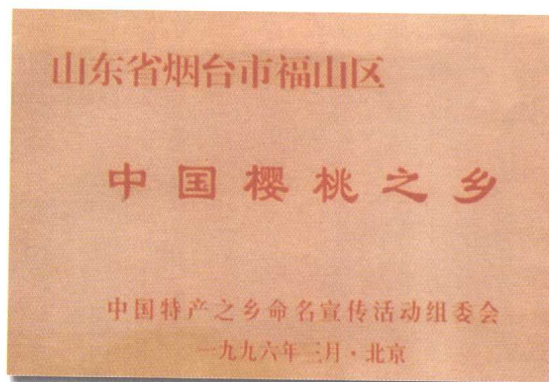 山东省烟台市福山区
中国樱桃之乡
中国特产之乡命名宣传活动组委会
一九九六年三月·北京